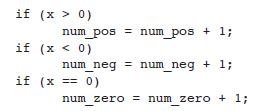 if (x > 0)
num_pos = num_pos + 1;
if (x < 0)
num_neg = num_neg + 1;
if (x == 0)
num_zero = num_zero + 1;